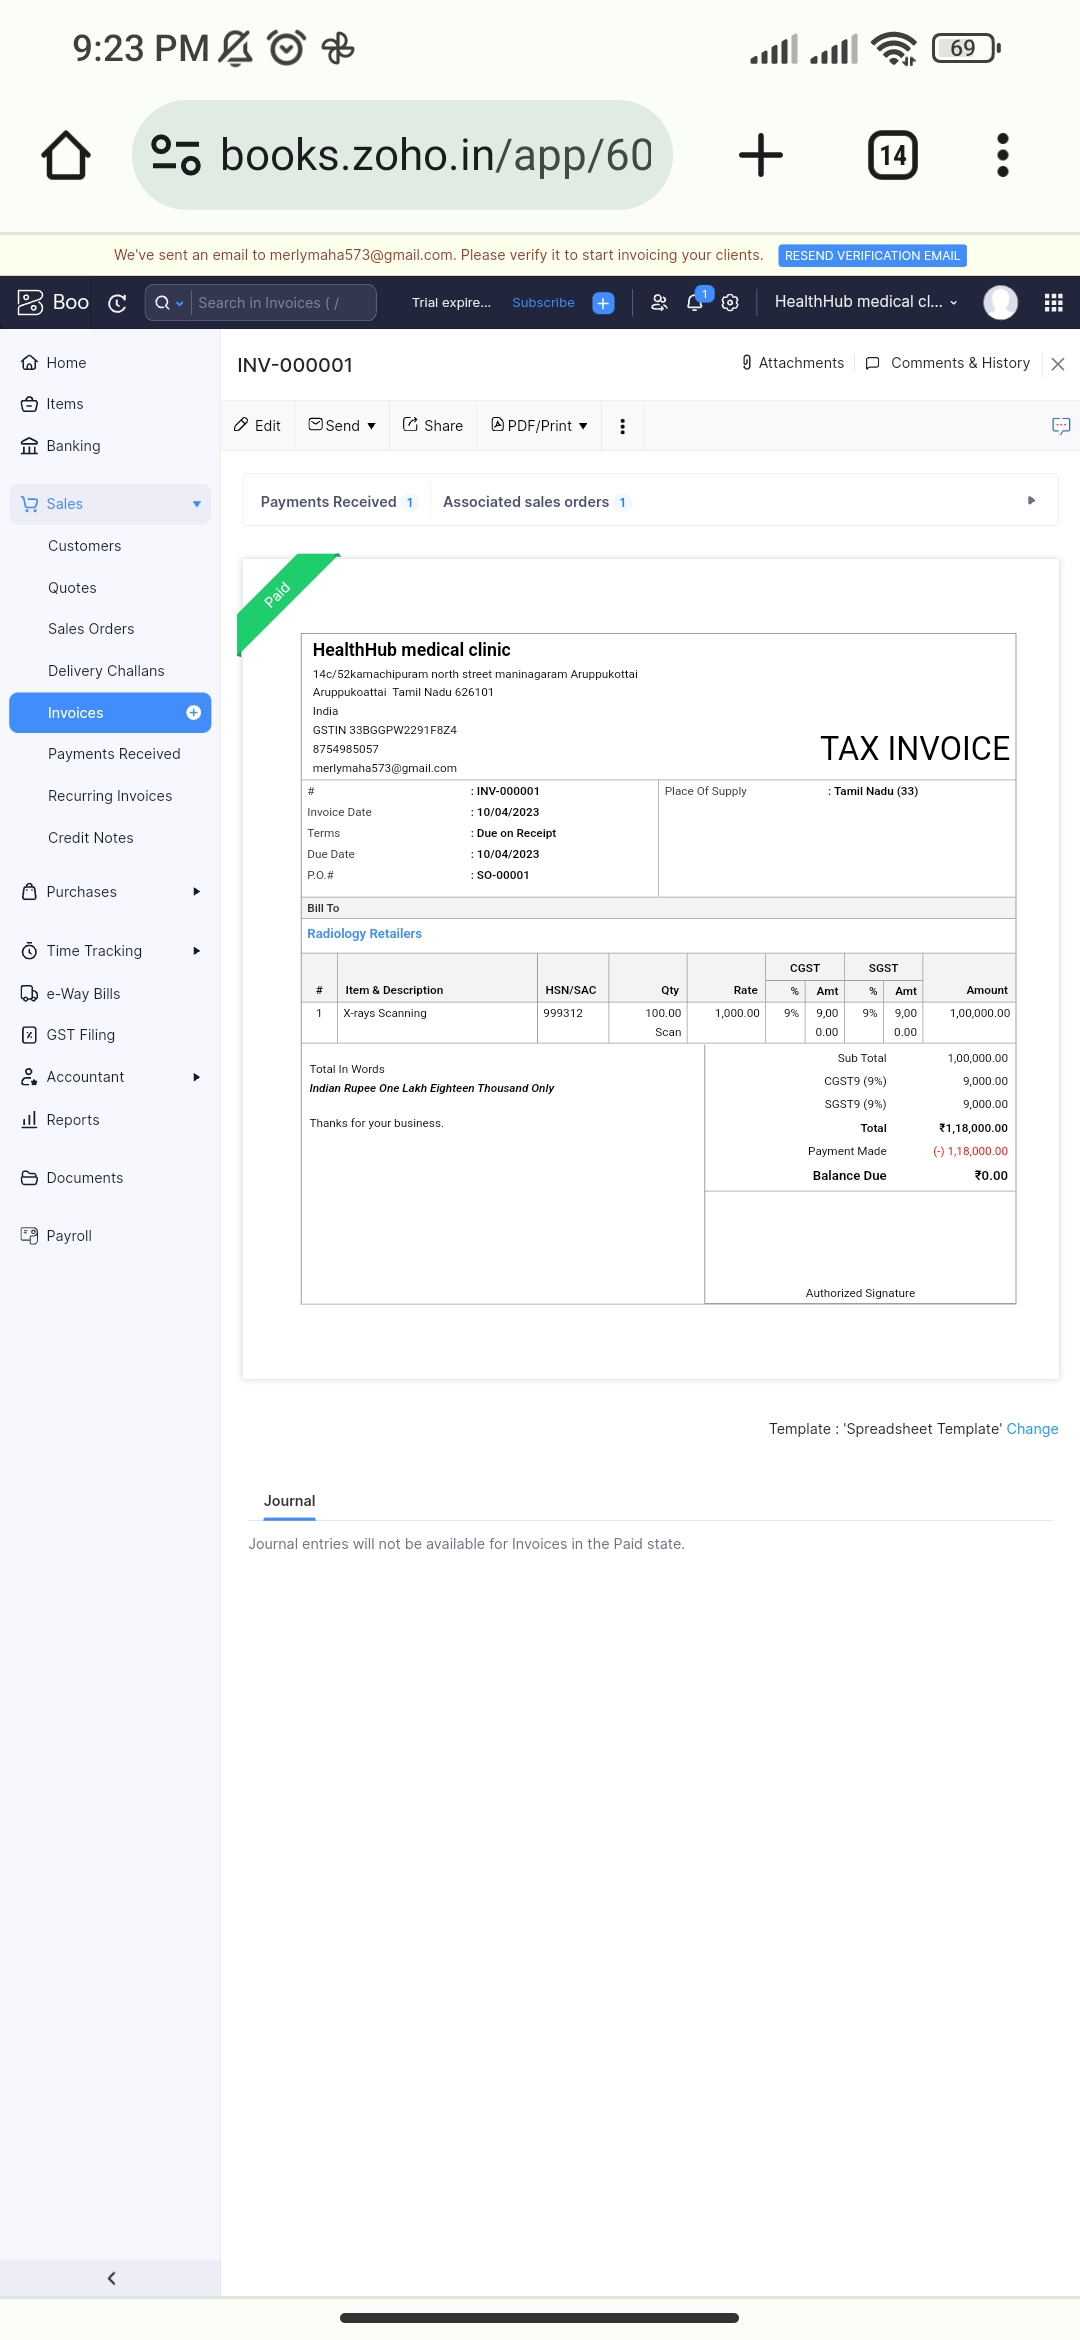 9:23 PM
69
books.zoho.in/app/60
14
We've sent an email to merlymaha573@gmail.com. Please verify it to start invoicing your clients. RESEND VERIFICATION EMAIL
Boo
Search in Invoices ( /
Trial expire... Subscribe
1
HealthHub medical cl...
Home
Items
Banking
Sales
Customers
Quotes
Sales Orders
Delivery Challans
Invoices
Payments Received
Recurring Invoices
Credit Notes
Purchases
Time Tracking
e-Way Bills
GST Filing
Accountant
Reports
Documents
Payroll
INV-000001
Attachments
Comments & History
Edit
Send
Share
PDF/Print
Payments Received 1
Associated sales orders 1
Paid
HealthHub medical clinic
14c/52kamachipuram north street maninagaram Aruppukottai
Aruppukoattai Tamil Nadu 626101
India
GSTIN 33BGGPW2291F8Z4
8754985057
merlymaha573@gmail.com
TAX INVOICE
# : INV-000001
Invoice Date : 10/04/2023
Terms : Due on Receipt
Due Date : 10/04/2023
P.O.# : SO-00001
Place Of Supply : Tamil Nadu (33)
Bill To
Radiology Retailers
CGST SGST
# Item & Description HSN/SAC Qty Rate % Amt % Amt Amount
1 X-rays Scanning 999312 100.00 1,000.00 9% 9,00 9% 9,00 1,00,000.00
Scan 0.00 0.00
Total In Words
Indian Rupee One Lakh Eighteen Thousand Only
Thanks for your business.
Sub Total 1,00,000.00
CGST9 (9%) 9,000.00
SGST9 (9%) 9,000.00
Total ₹1,18,000.00
Payment Made (-) 1,18,000.00
Balance Due ₹0.00
Authorized Signature
Template : 'Spreadsheet Template' Change
Journal
Journal entries will not be available for Invoices in the Paid state.